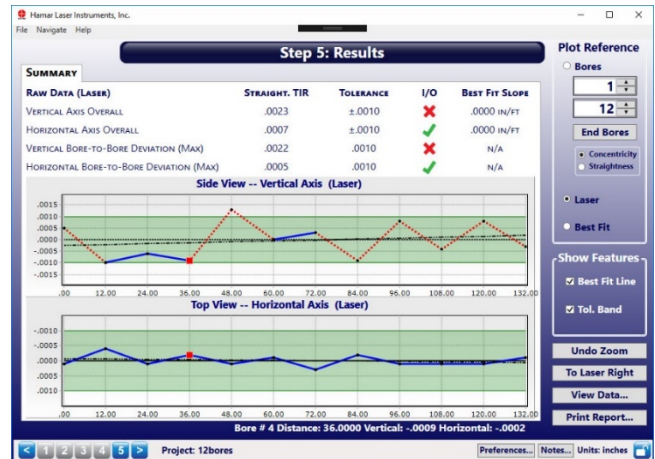 Hamar Laser Instruments, Inc.
File Navigate Help
Step 5: Results
Plot Reference
Summary
Bores
Raw Data (Laser) Straight. TIR Tolerance I/O Best Fit Slope
1
Vertical Axis Overall .0023 ±.0010 .0000 in/ft
12
Horizontal Axis Overall .0007 ±.0010 .0000 in/ft
End Bores
Vertical Bore-to-Bore Deviation (Max) .0022 .0010 N/A
Concentricity
Horizontal Bore-to-Bore Deviation (Max) .0005 .0010 N/A
Straightness
Side View -- Vertical Axis (Laser)
Laser
.0015
.0010
Best Fit
.0005
.0000
-.0005
-.0010
-.0015
Show Features
Best Fit Line
Tol. Band
.00 12.00 24.00 36.00 48.00 60.00 72.00 84.00 96.00 108.00 120.00 132.00
Top View -- Horizontal Axis (Laser)
-.0010
-.0005
.0000
.0005
.0010
Undo Zoom
To Laser Right
View Data...
Print Report...
.00 12.00 24.00 36.00 48.00 60.00 72.00 84.00 96.00 108.00 120.00 132.00
Bore # 4 Distance: 36.0000 Vertical: -.0009 Horizontal: -.0002
< 1 2 3 4 5 > Project: 12bores Preferences... Notes... Units: inches